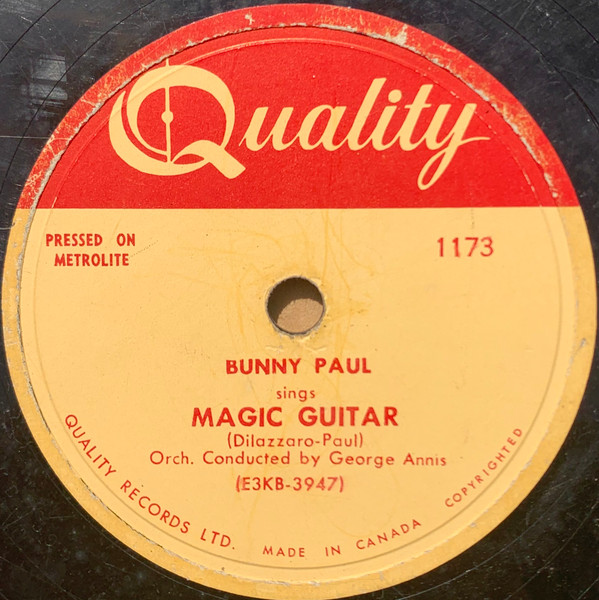 Quality
PRESSED ON
METROLITE
1173
BUNNY PAUL
sings
MAGIC GUITAR
(Dilazzaro-Paul)
Orch. Conducted by George Annis
(E3KB-3947)
QUALITY RECORDS LTD. MADE IN CANADA COPYRIGHTED